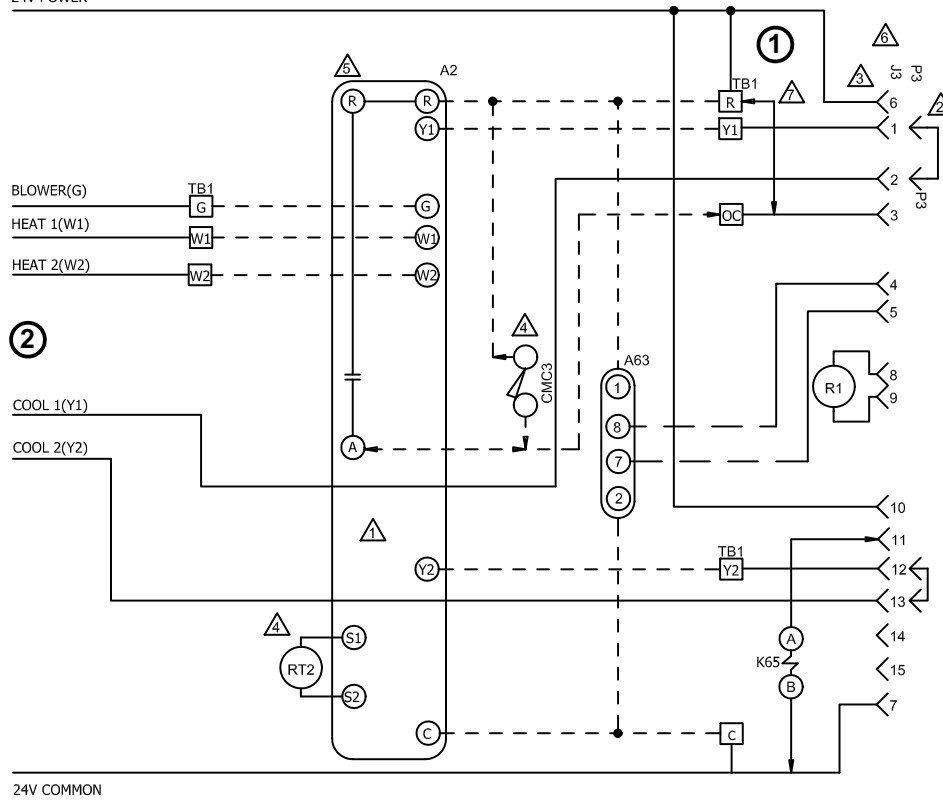 1
6
5
A2
3
J3
P3
TB1
7
2
R
R
R
6
Y1
Y1
1
BLOWER(G)
TB1
2
G
G
P3
OC
3
HEAT 1(W1)
W1
W1
HEAT 2(W2)
W2
W2
4
5
2
4
A63
CMC3
1
R1
8
9
COOL 1(Y1)
8
COOL 2(Y2)
A
7
2
10
1
11
TB1
Y2
Y2
12
13
4
S1
A
14
RT2
K65
15
S2
B
7
C
C
24V COMMON